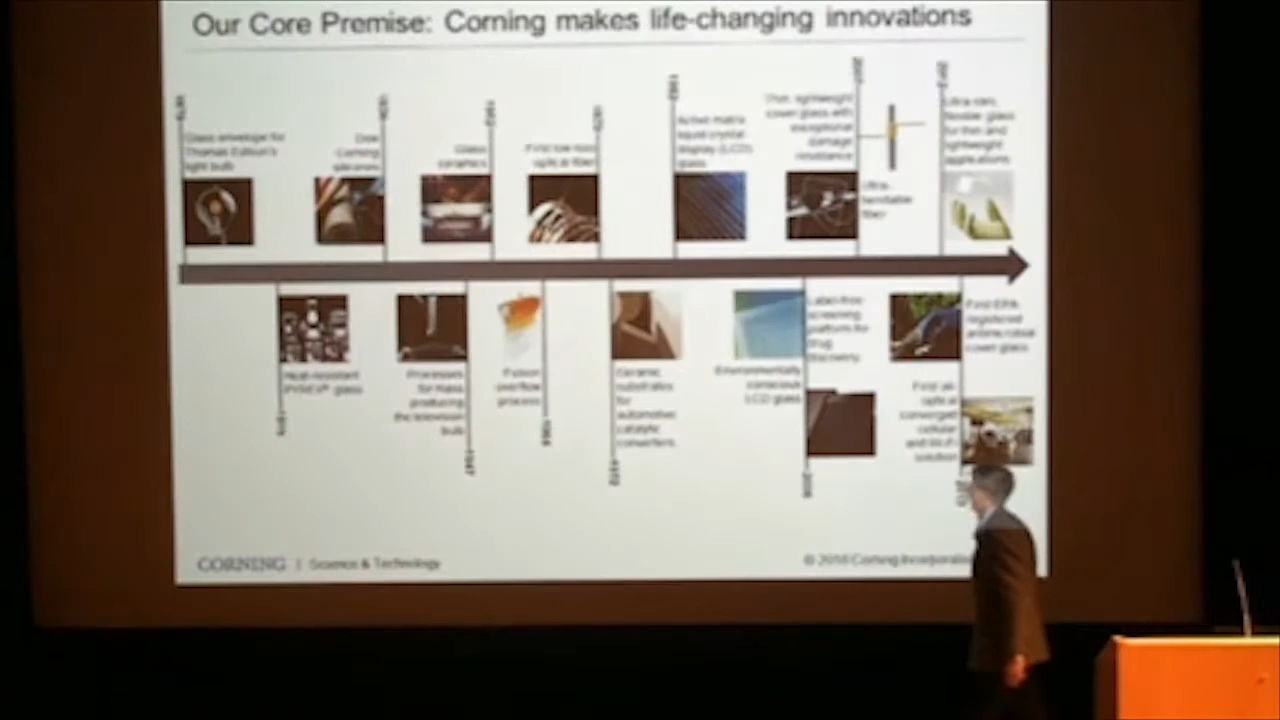 Our Core Premise: Corning makes life-changing innovations
Glass envelope for
Thomas Edison's
light bulb
Dow
Corning
silicones
Glass
ceramics
First low-loss
optical fiber
Active matrix
liquid crystal
display (LCD)
glass
Thin, lightweight
cover glass with
exceptional
damage
resistance
Ultra-
bendable
fiber
Ultra-slim,
flexible glass
for thin and
lightweight
applications
Heat-resistant
PYREX® glass
Processes
for mass
producing
the television
bulb
Fusion
overflow
process
Ceramic
substrates
for
automotive
catalytic
converters
Environmentally
conscious
LCD glass
Label-free
screening
platform for
drug
discovery
First all-
optical
converged
cellular
and Wi-Fi
solution
First EPA-
registered
antimicrobial
cover glass
1947
1972
CORNING | Science & Technology
Corning Incorporated